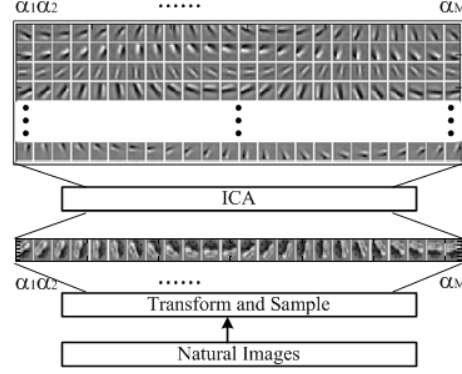 α1α2 ...... αM
ICA
α1α2 ...... αM
Transform and Sample
Natural Images